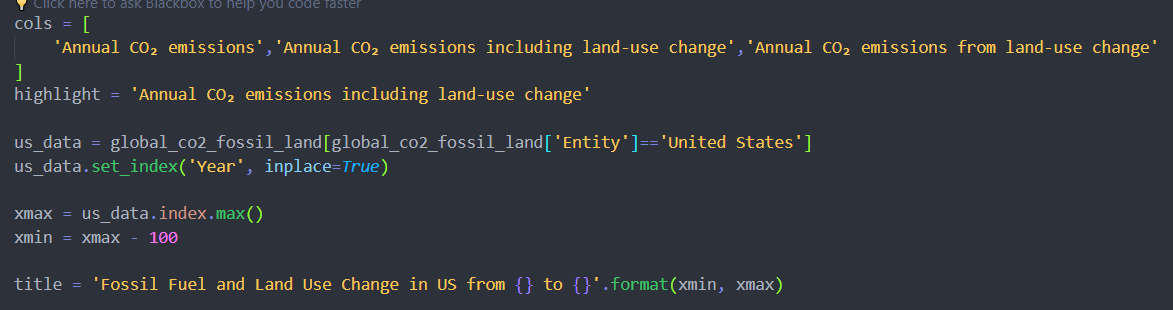 Click here to ask Blackbox to help you code faster
cols = [
    'Annual CO₂ emissions','Annual CO₂ emissions including land-use change','Annual CO₂ emissions from land-use change'
]
highlight = 'Annual CO₂ emissions including land-use change'
us_data = global_co2_fossil_land[global_co2_fossil_land['Entity']=='United States']
us_data.set_index('Year', inplace=True)
xmax = us_data.index.max()
xmin = xmax - 100
title = 'Fossil Fuel and Land Use Change in US from {} to {}'.format(xmin, xmax)